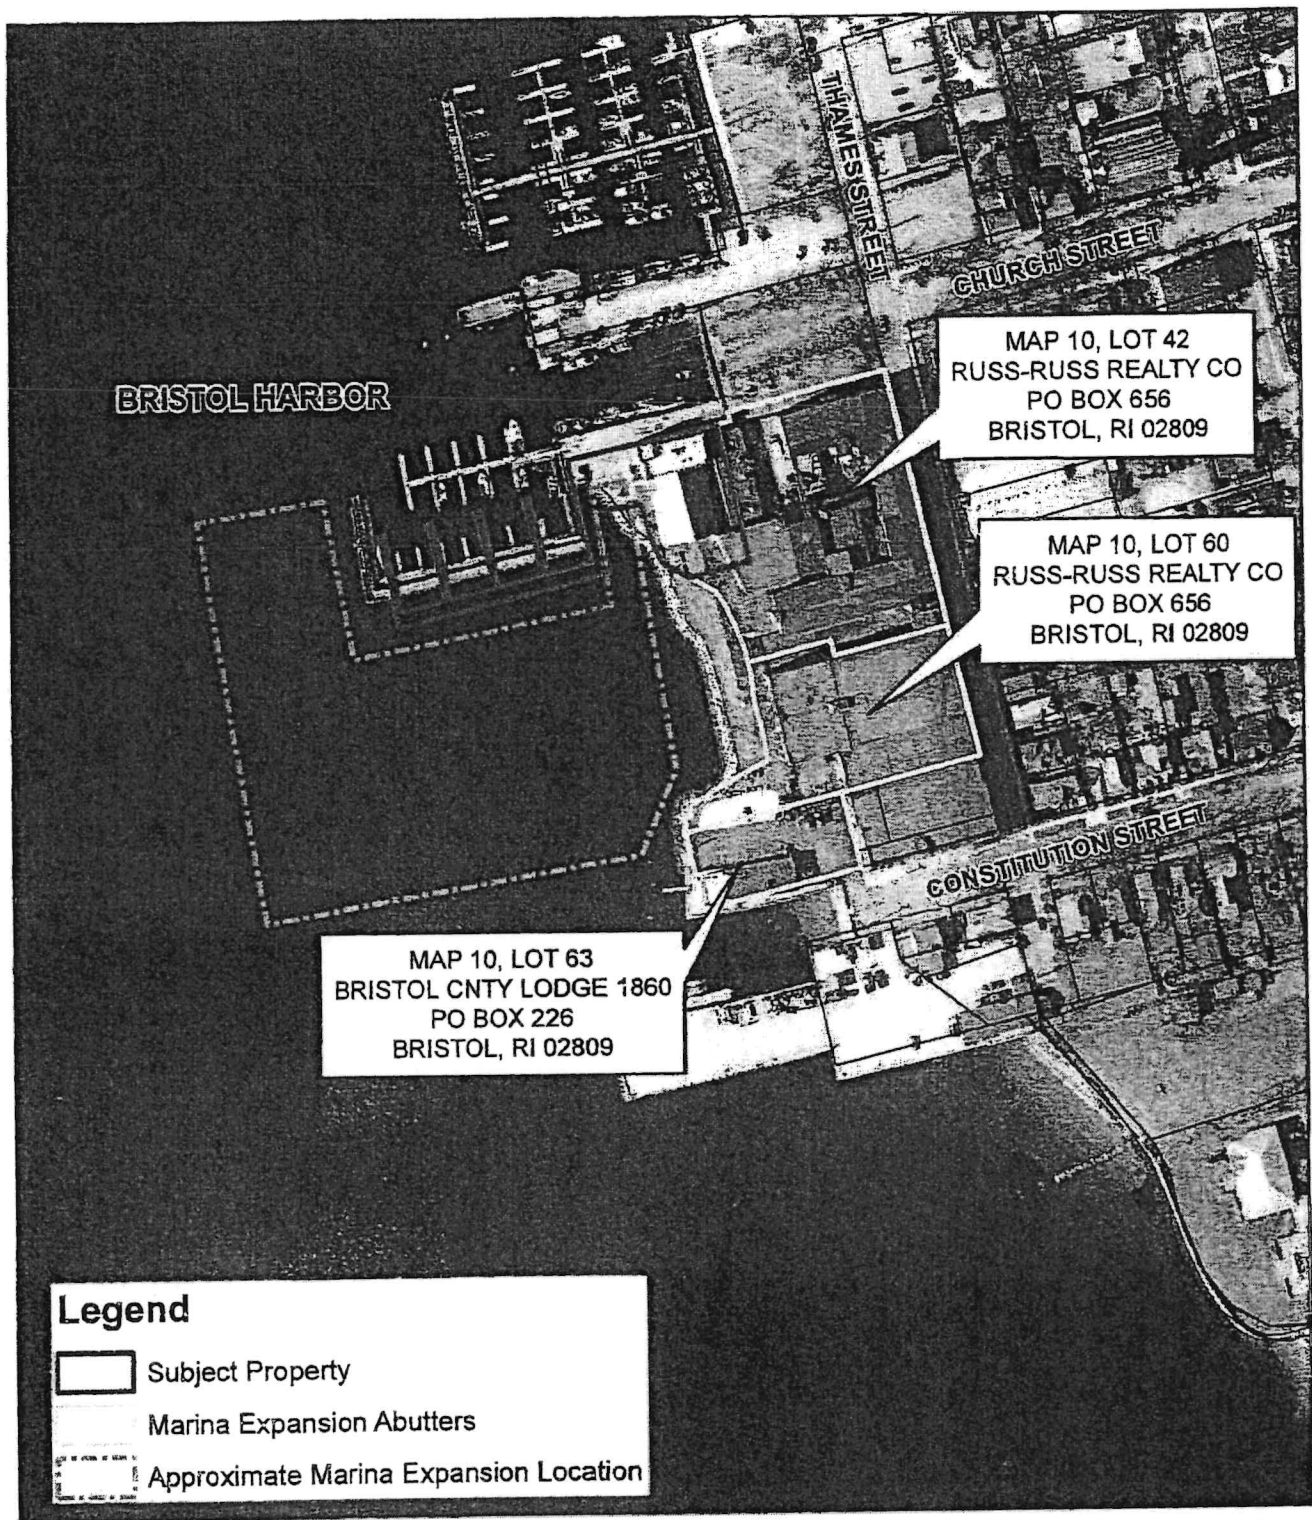 THAMES STREET
CHURCH STREET
BRISTOL HARBOR
MAP 10, LOT 42
RUSS-RUSS REALTY CO
PO BOX 656
BRISTOL, RI 02809
MAP 10, LOT 60
RUSS-RUSS REALTY CO
PO BOX 656
BRISTOL, RI 02809
CONSTITUTION STREET
MAP 10, LOT 63
BRISTOL CNTY LODGE 1860
PO BOX 226
BRISTOL, RI 02809
Legend
Subject Property
Marina Expansion Abutters
Approximate Marina Expansion Location